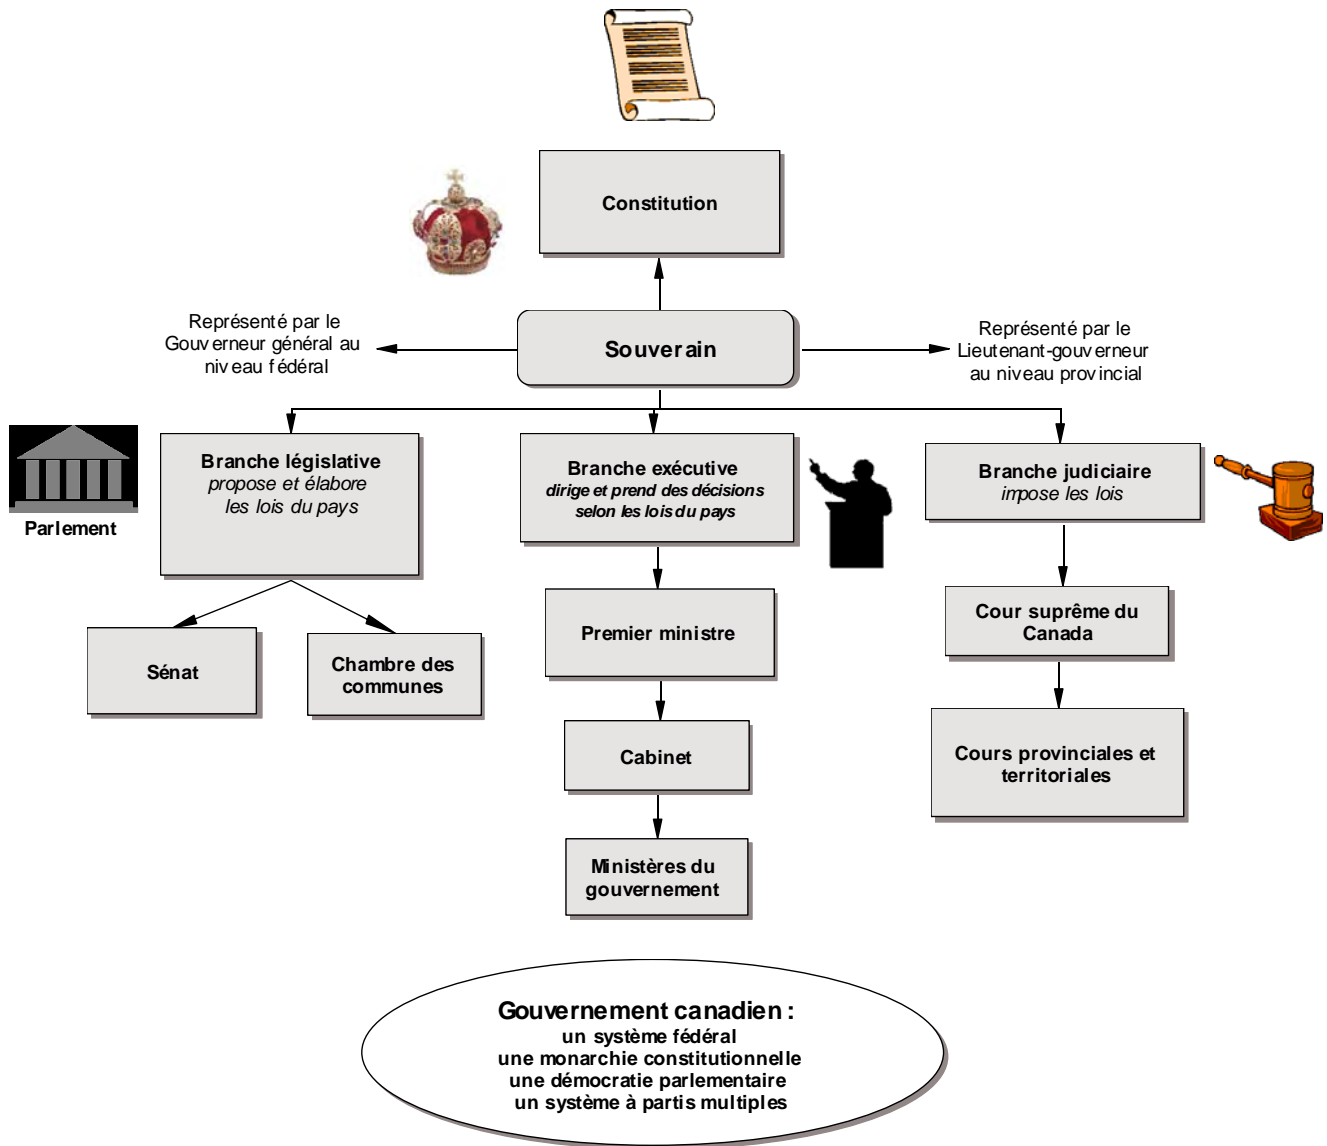 Constitution
Représenté par le
Gouverneur général au
niveau fédéral
Souverain
Représenté par le
Lieutenant-gouverneur
au niveau provincial
Parlement
Branche législative
propose et élabore
les lois du pays
Branche exécutive
dirige et prend des décisions
selon les lois du pays
Branche judiciaire
impose les lois
Sénat
Chambre des
communes
Premier ministre
Cour suprême du
Canada
Cabinet
Cours provinciales et
territoriales
Ministères du
gouvernement
Gouvernement canadien :
un système fédéral
une monarchie constitutionnelle
une démocratie parlementaire
un système à partis multiples